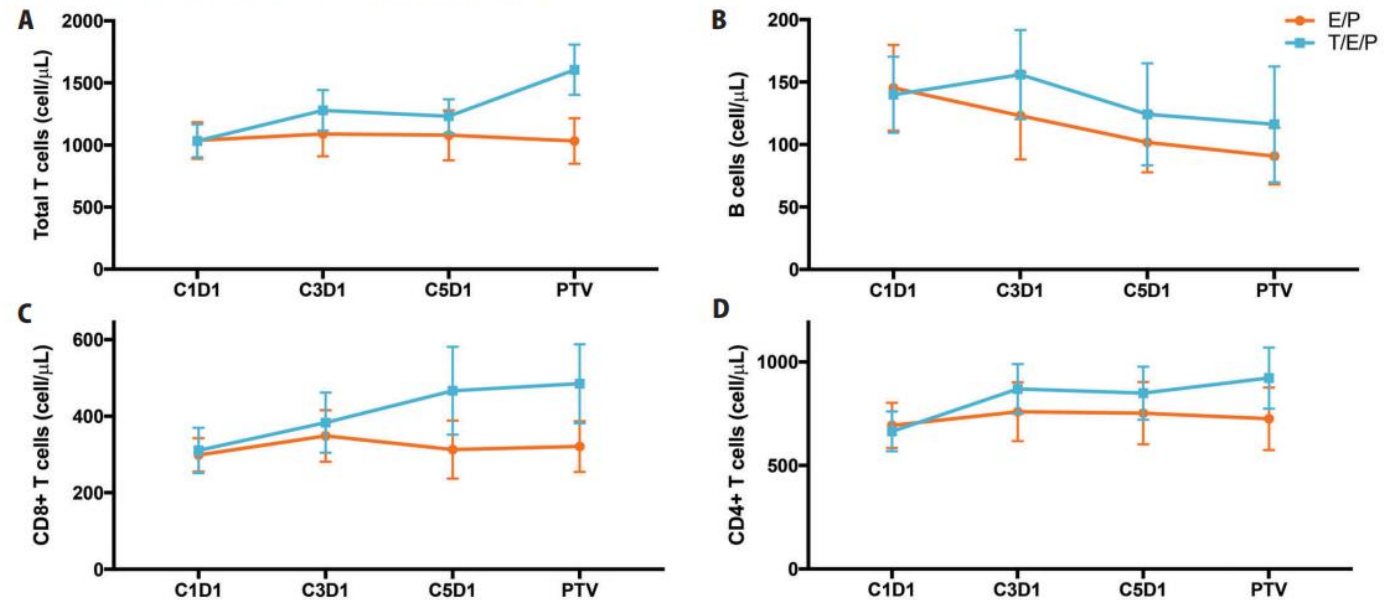 A
Total T cells (cell/μL)
2000
1500
1000
500
0
C1D1 C3D1 C5D1 PTV
B
B cells (cell/μL)
200
150
100
50
0
C1D1 C3D1 C5D1 PTV
E/P
T/E/P
C
CD8+ T cells (cell/μL)
600
400
200
0
C1D1 C3D1 C5D1 PTV
D
CD4+ T cells (cell/μL)
1000
500
0
C1D1 C3D1 C5D1 PTV